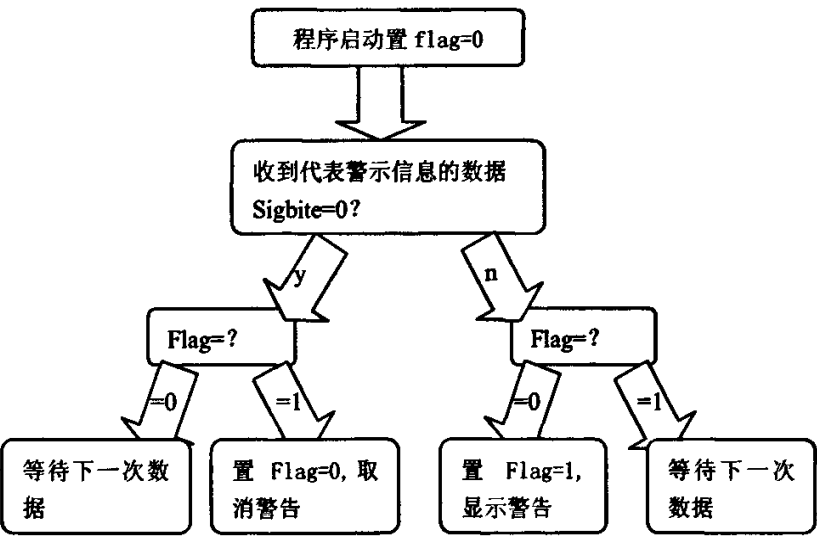 程序启动置 flag=0
收到代表警示信息的数据
Sigbite=0?
y
n
Flag=?
Flag=?
=0
=1
=0
=1
等待下一次数
据
置 Flag=0, 取
消警告
置 Flag=1,
显示警告
等待下一次
数据